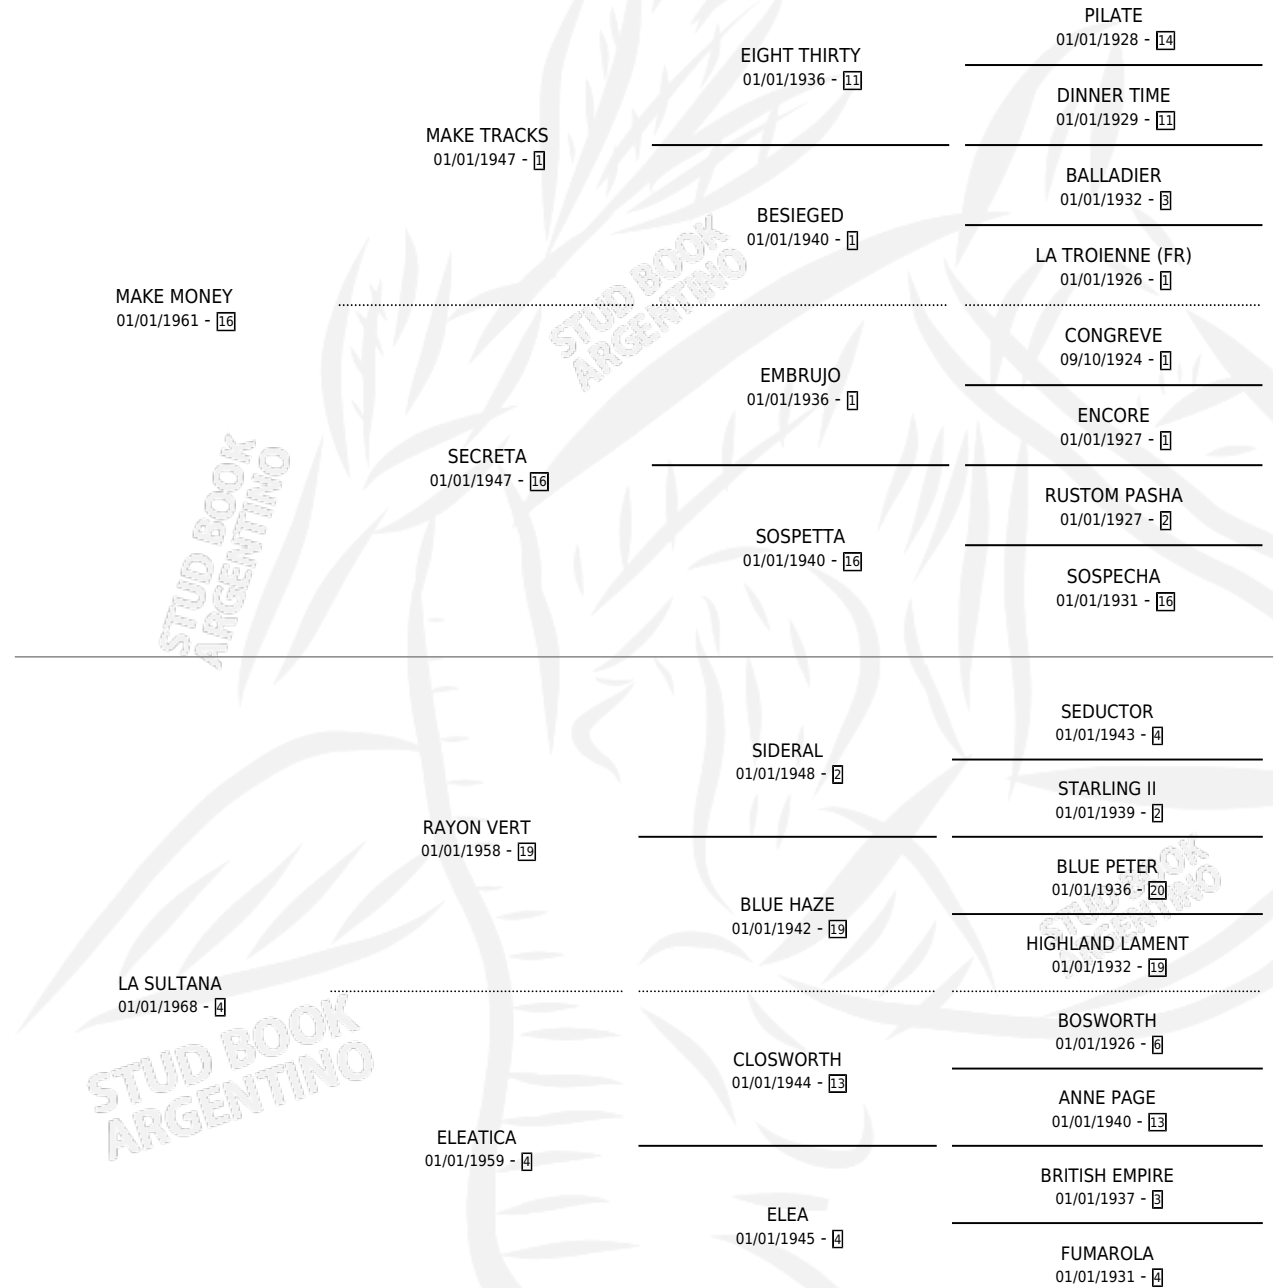 PILATE
01/01/1928 - 14
EIGHT THIRTY
01/01/1936 - 11
DINNER TIME
01/01/1929 - 11
MAKE TRACKS
01/01/1947 - 1
BALLADIER
01/01/1932 - 3
BESIEGED
01/01/1940 - 1
LA TROIENNE (FR)
01/01/1926 - 1
MAKE MONEY
01/01/1961 - 16
CONGREVE
09/10/1924 - 1
EMBRUJO
01/01/1936 - 1
ENCORE
01/01/1927 - 1
SECRETA
01/01/1947 - 16
RUSTOM PASHA
01/01/1927 - 2
SOSPETTA
01/01/1940 - 16
SOSPECHA
01/01/1931 - 16
SEDUCTOR
01/01/1943 - 4
SIDERAL
01/01/1948 - 2
STARLING II
01/01/1939 - 2
RAYON VERT
01/01/1958 - 19
BLUE PETER
01/01/1936 - 20
BLUE HAZE
01/01/1942 - 19
HIGHLAND LAMENT
01/01/1932 - 19
LA SULTANA
01/01/1968 - 4
BOSWORTH
01/01/1926 - 6
CLOSWORTH
01/01/1944 - 13
ANNE PAGE
01/01/1940 - 13
ELEATICA
01/01/1959 - 4
BRITISH EMPIRE
01/01/1937 - 3
ELEA
01/01/1945 - 4
FUMAROLA
01/01/1931 - 4
STUD BOOK
ARGENTINO
STUD BOOK
ARGENTINO
STUD BOOK
ARGENTINO
STUD BOOK
ARGENTINO